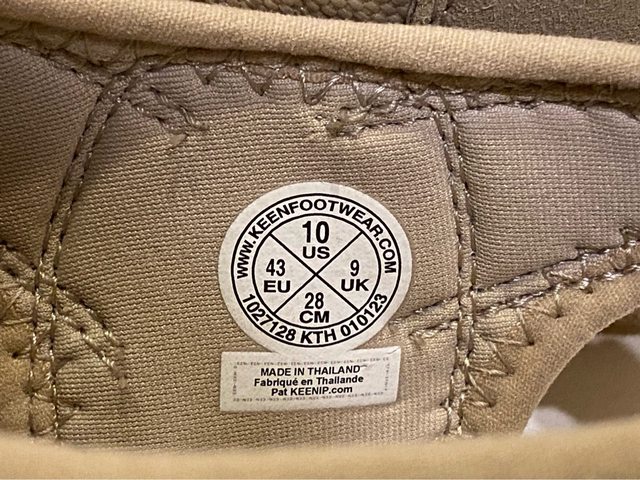 WWW.KEENFOOTWEAR.COM
10
US
43
EU
9
UK
28
CM
1027128 KTH 010123
MADE IN THAILAND
Fabriqué en Thaïlande
Pat KEENIP.com